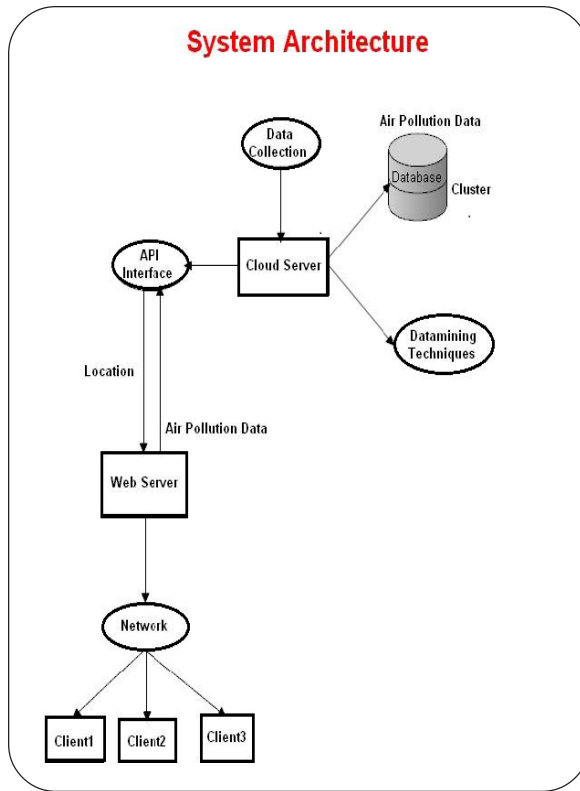 System Architecture
Air Pollution Data
Data
Collection
Database
Cluster
API
Interface
Cloud Server
Datamining
Techniques
Location
Air Pollution Data
Web Server
Network
Client1
Client2
Client3